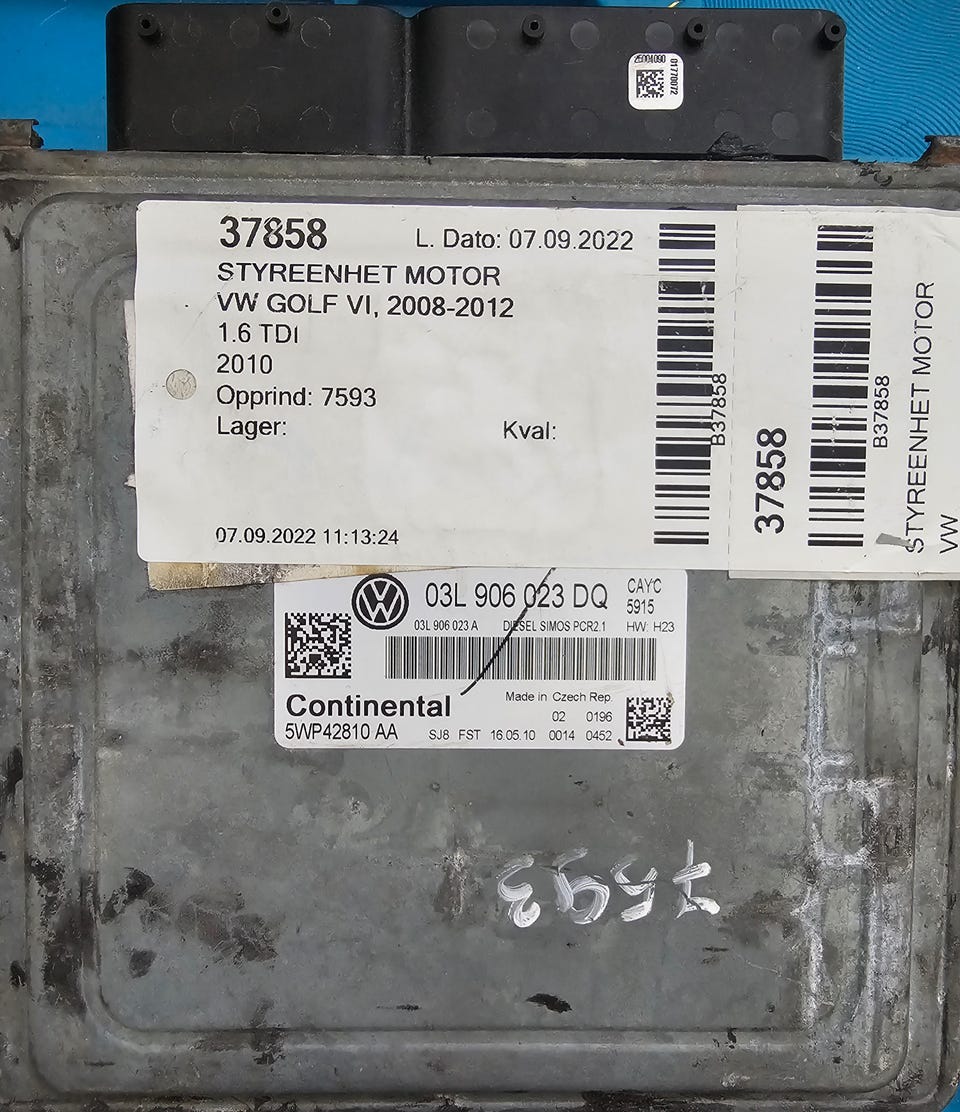 25004090
01770072
37858
L. Dato: 07.09.2022
STYREENHET MOTOR
VW GOLF VI, 2008-2012
1.6 TDI
2010
Opprind: 7593
Lager:
Kval:
07.09.2022 11:13:24
B37858
37858
B37858
STYREENHET MOTOR
VW
VW
03L 906 023 DQ
CAYC
5915
03L 906 023 A
DIESEL SIMOS PCR2.1
HW: H23
Continental
Made in Czech Rep.
02 0196
5WP42810 AA
SJ8 FST 16.05.10 0014 0452
7593